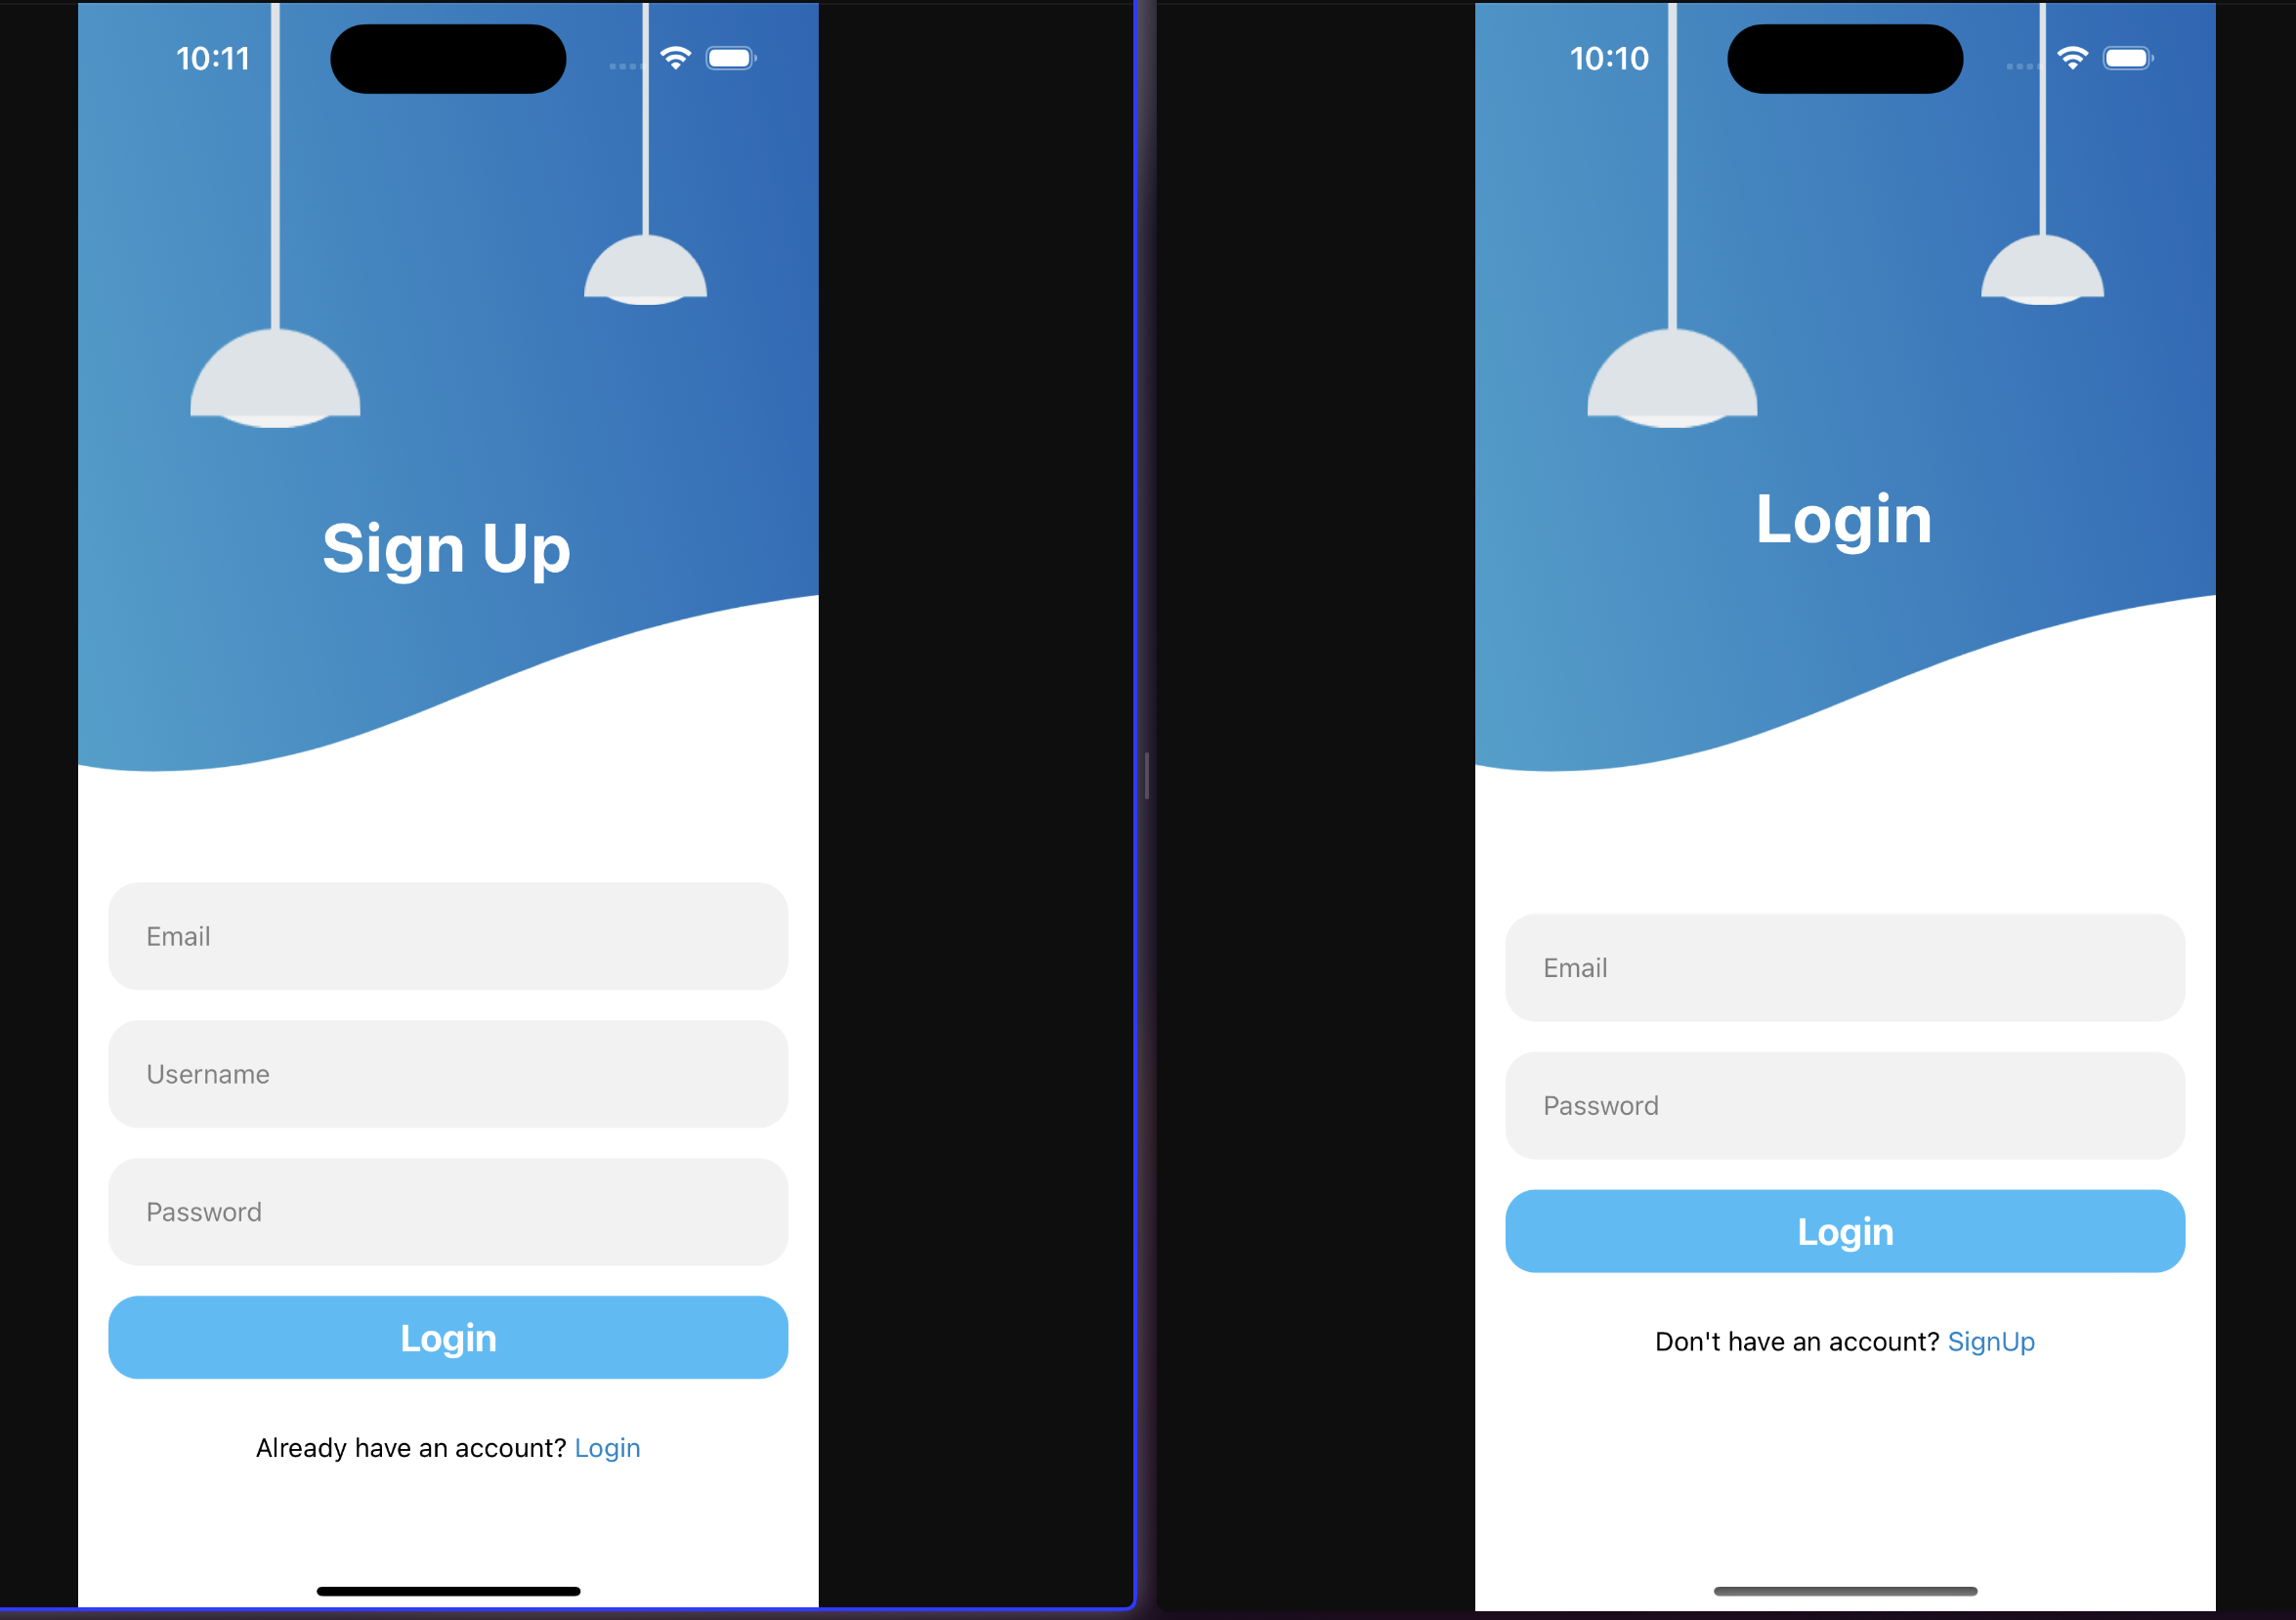 10:11
Sign Up
Email
Username
Password
Login
Already have an account? Login
10:10
Login
Email
Password
Login
Don't have an account? SignUp